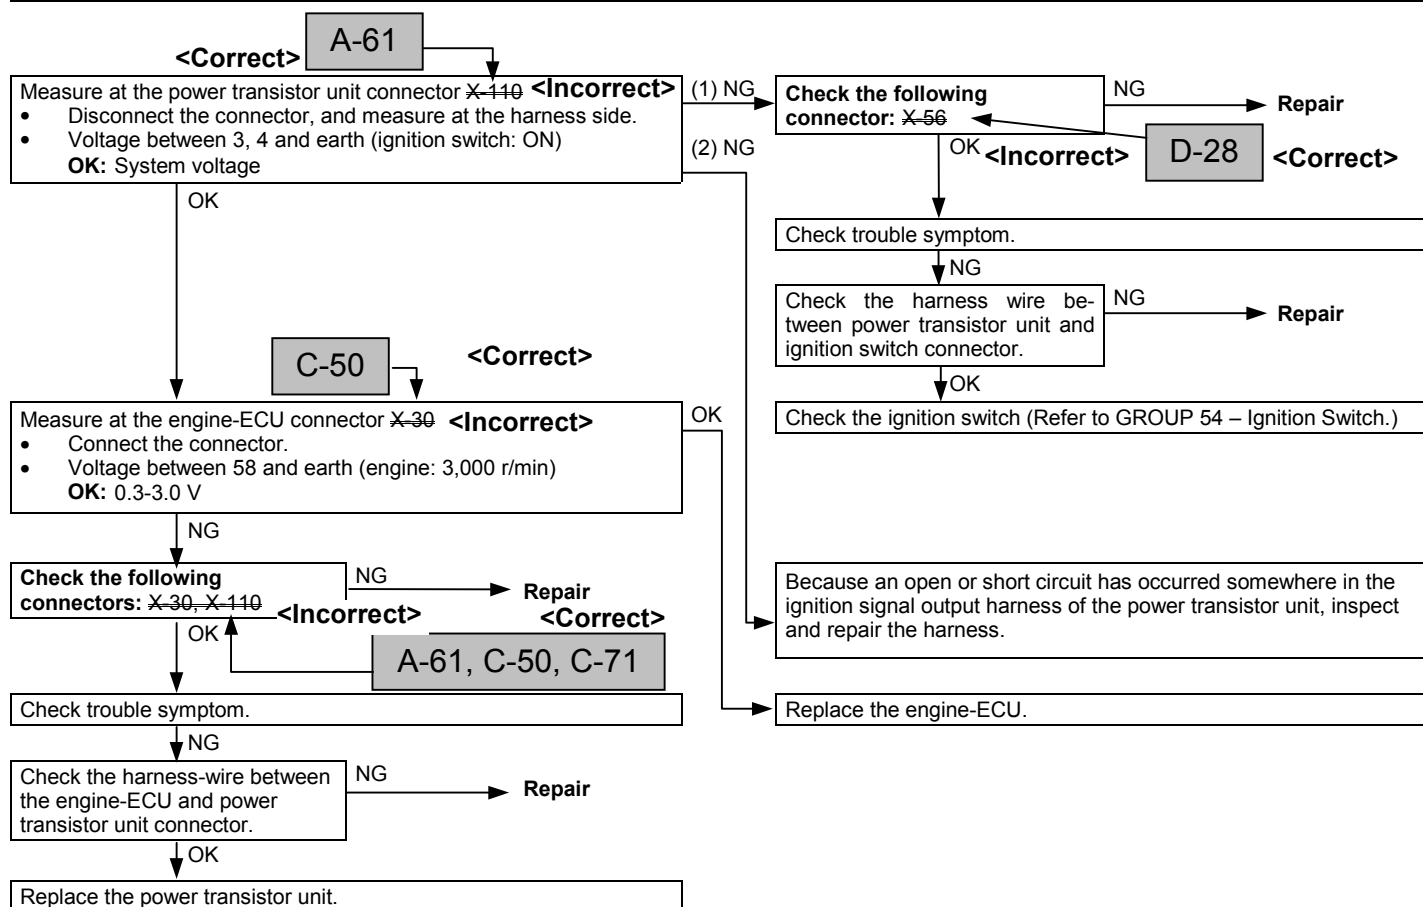 A-61
<Correct>
Measure at the power transistor unit connector X-110 <Incorrect>
• Disconnect the connector, and measure at the harness side.
• Voltage between 3, 4 and earth (ignition switch: ON)
OK: System voltage
(1) NG
(2) NG
OK
Check the following
connector: X-56
NG
Repair
OK <Incorrect>
D-28
<Correct>
Check trouble symptom.
NG
Check the harness wire be-
tween power transistor unit and
ignition switch connector.
NG
Repair
OK
Check the ignition switch (Refer to GROUP 54 – Ignition Switch.)
C-50
<Correct>
Measure at the engine-ECU connector X-30 <Incorrect>
• Connect the connector.
• Voltage between 58 and earth (engine: 3,000 r/min)
OK: 0.3-3.0 V
OK
NG
Check the following
connectors: X-30, X-110
NG
Repair
<Incorrect>
<Correct>
OK
A-61, C-50, C-71
Because an open or short circuit has occurred somewhere in the
ignition signal output harness of the power transistor unit, inspect
and repair the harness.
Check trouble symptom.
Replace the engine-ECU.
NG
Check the harness-wire between
the engine-ECU and power
transistor unit connector.
NG
Repair
OK
Replace the power transistor unit.